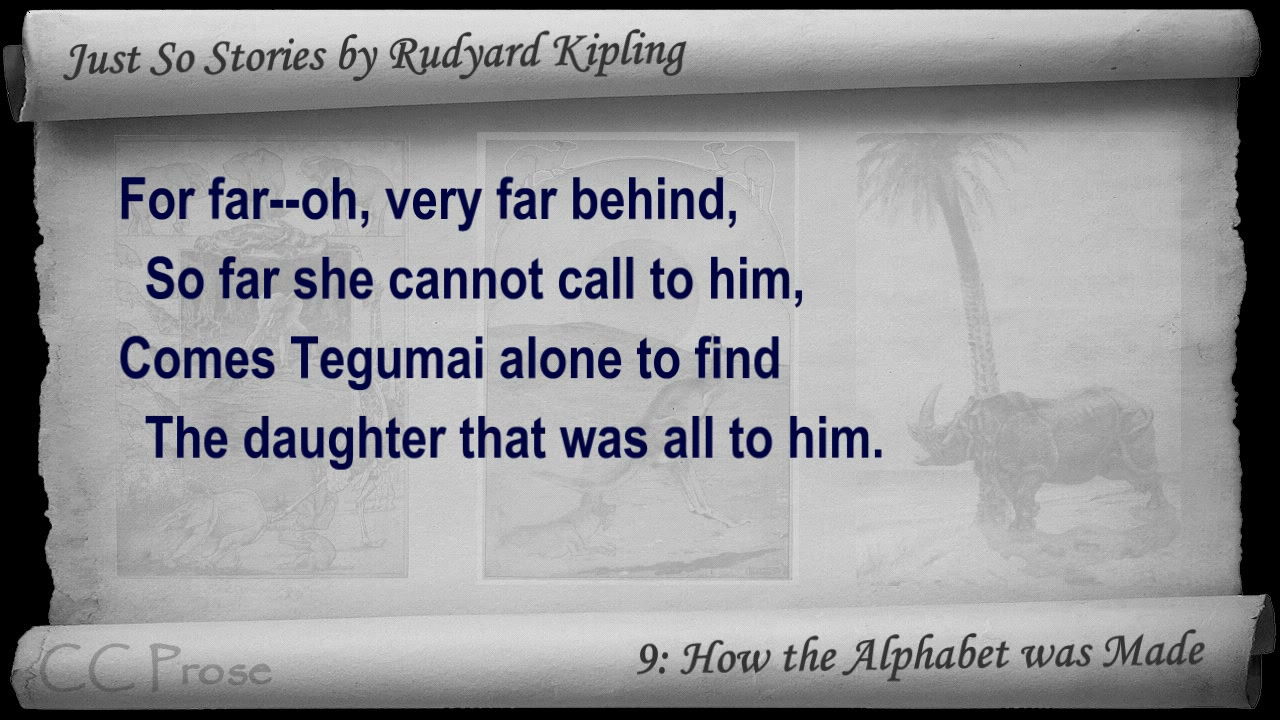 Just So Stories by Rudyard Kipling
For far--oh, very far behind,
So far she cannot call to him,
Comes Tegumai alone to find
The daughter that was all to him.
CC Prose
9: How the Alphabet was Made